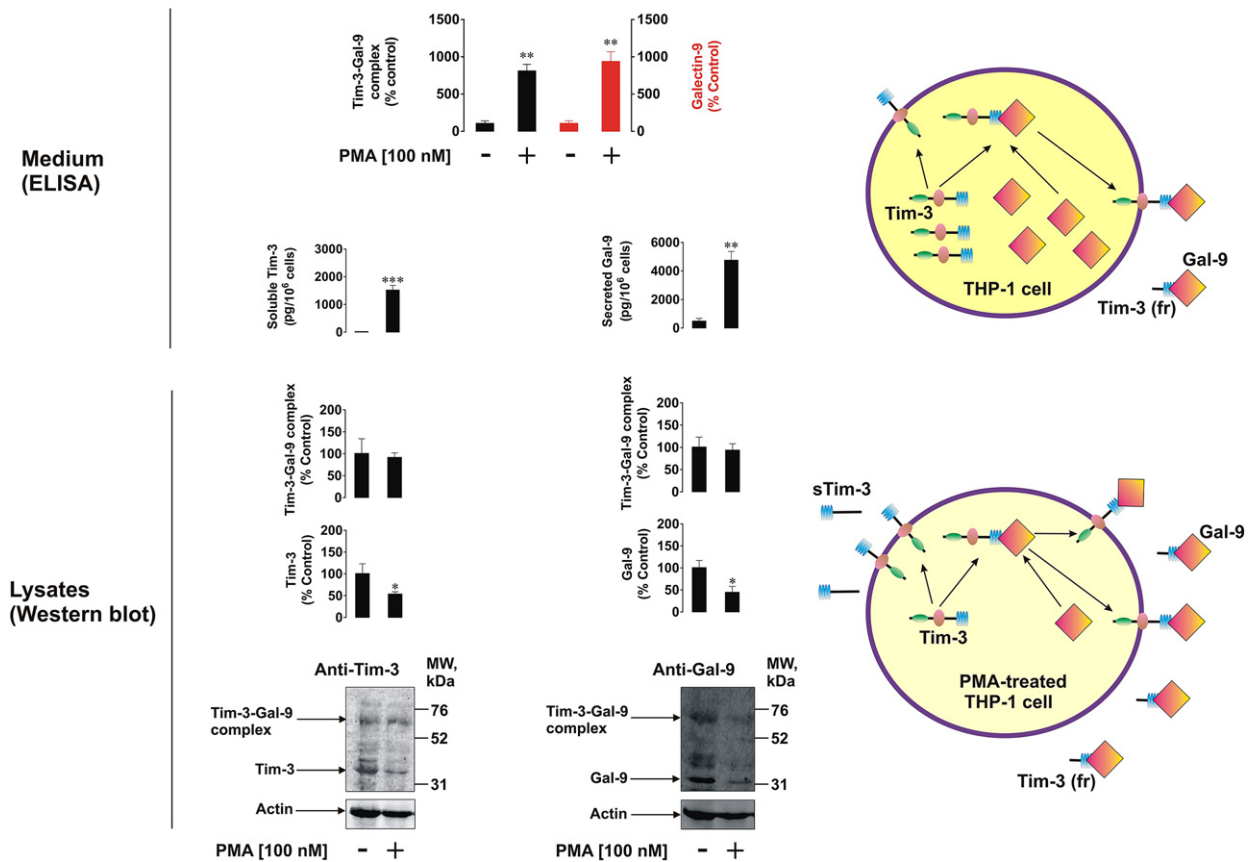 Medium
(ELISA)
Tim-3-Gal-9
complex
(% control)
1500
1000
500
0
**
**
1500
1000
500
0
Galectin-9
(% Control)
PMA [100 nM]
-
+
-
+
Soluble Tim-3
(pg/10⁶ cells)
3000
2000
1000
0
***
Secreted Gal-9
(pg/10⁶ cells)
6000
4000
2000
0
**
Tim-3
THP-1 cell
Gal-9
Tim-3 (fr)
Lysates
(Western blot)
Tim-3-Gal-9 complex
(% Control)
200
150
100
50
0
Tim-3-Gal-9 complex
(% Control)
200
150
100
50
0
Tim-3
(% Control)
200
150
100
50
0
*
Gal-9
(% Control)
200
150
100
50
0
*
Anti-Tim-3
MW,
kDa
Tim-3-Gal-9
complex
76
52
Tim-3
31
Actin
PMA [100 nM]
-
+
Anti-Gal-9
MW,
kDa
Tim-3-Gal-9
complex
76
52
Gal-9
31
Actin
PMA [100 nM]
-
+
sTim-3
Gal-9
Tim-3
PMA-treated
THP-1 cell
Tim-3 (fr)